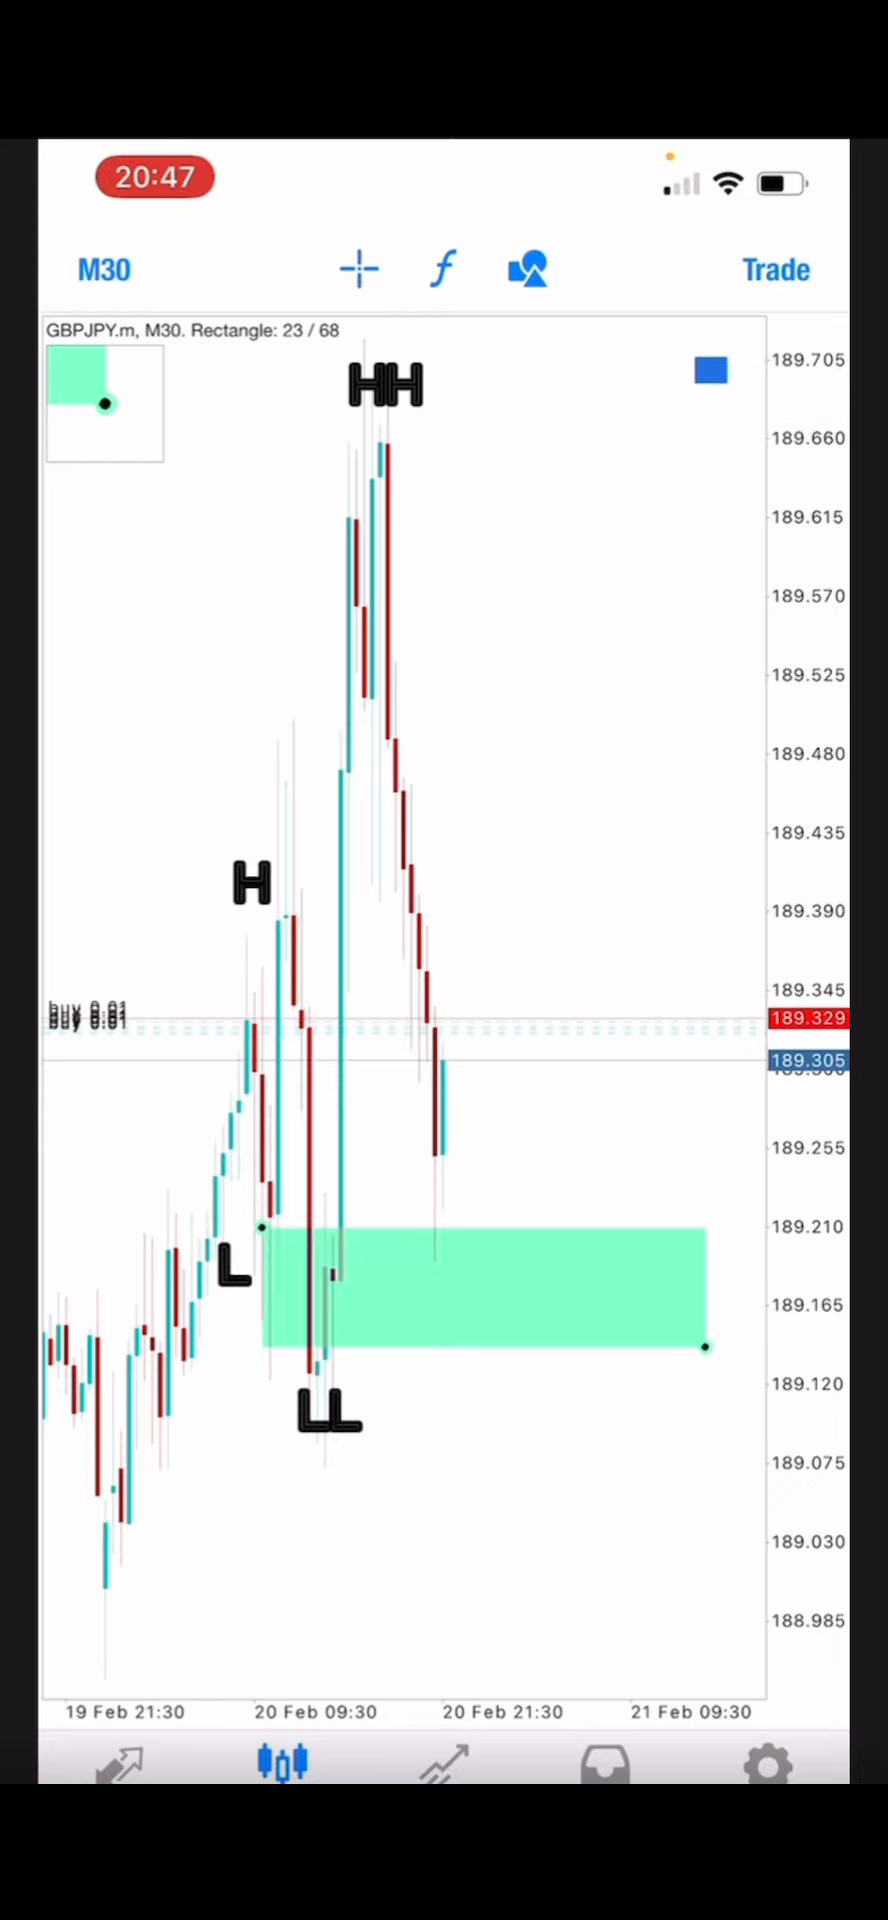 20:47
M30
f
Trade
GBPJPY.m, M30. Rectangle: 23 / 68
189.705
HH
189.660
189.615
189.570
189.525
189.480
189.435
H
189.390
189.345
buy 0.01
189.329
189.305
189.255
189.210
L
189.165
189.120
LL
189.075
189.030
188.985
19 Feb 21:30
20 Feb 09:30
20 Feb 21:30
21 Feb 09:30